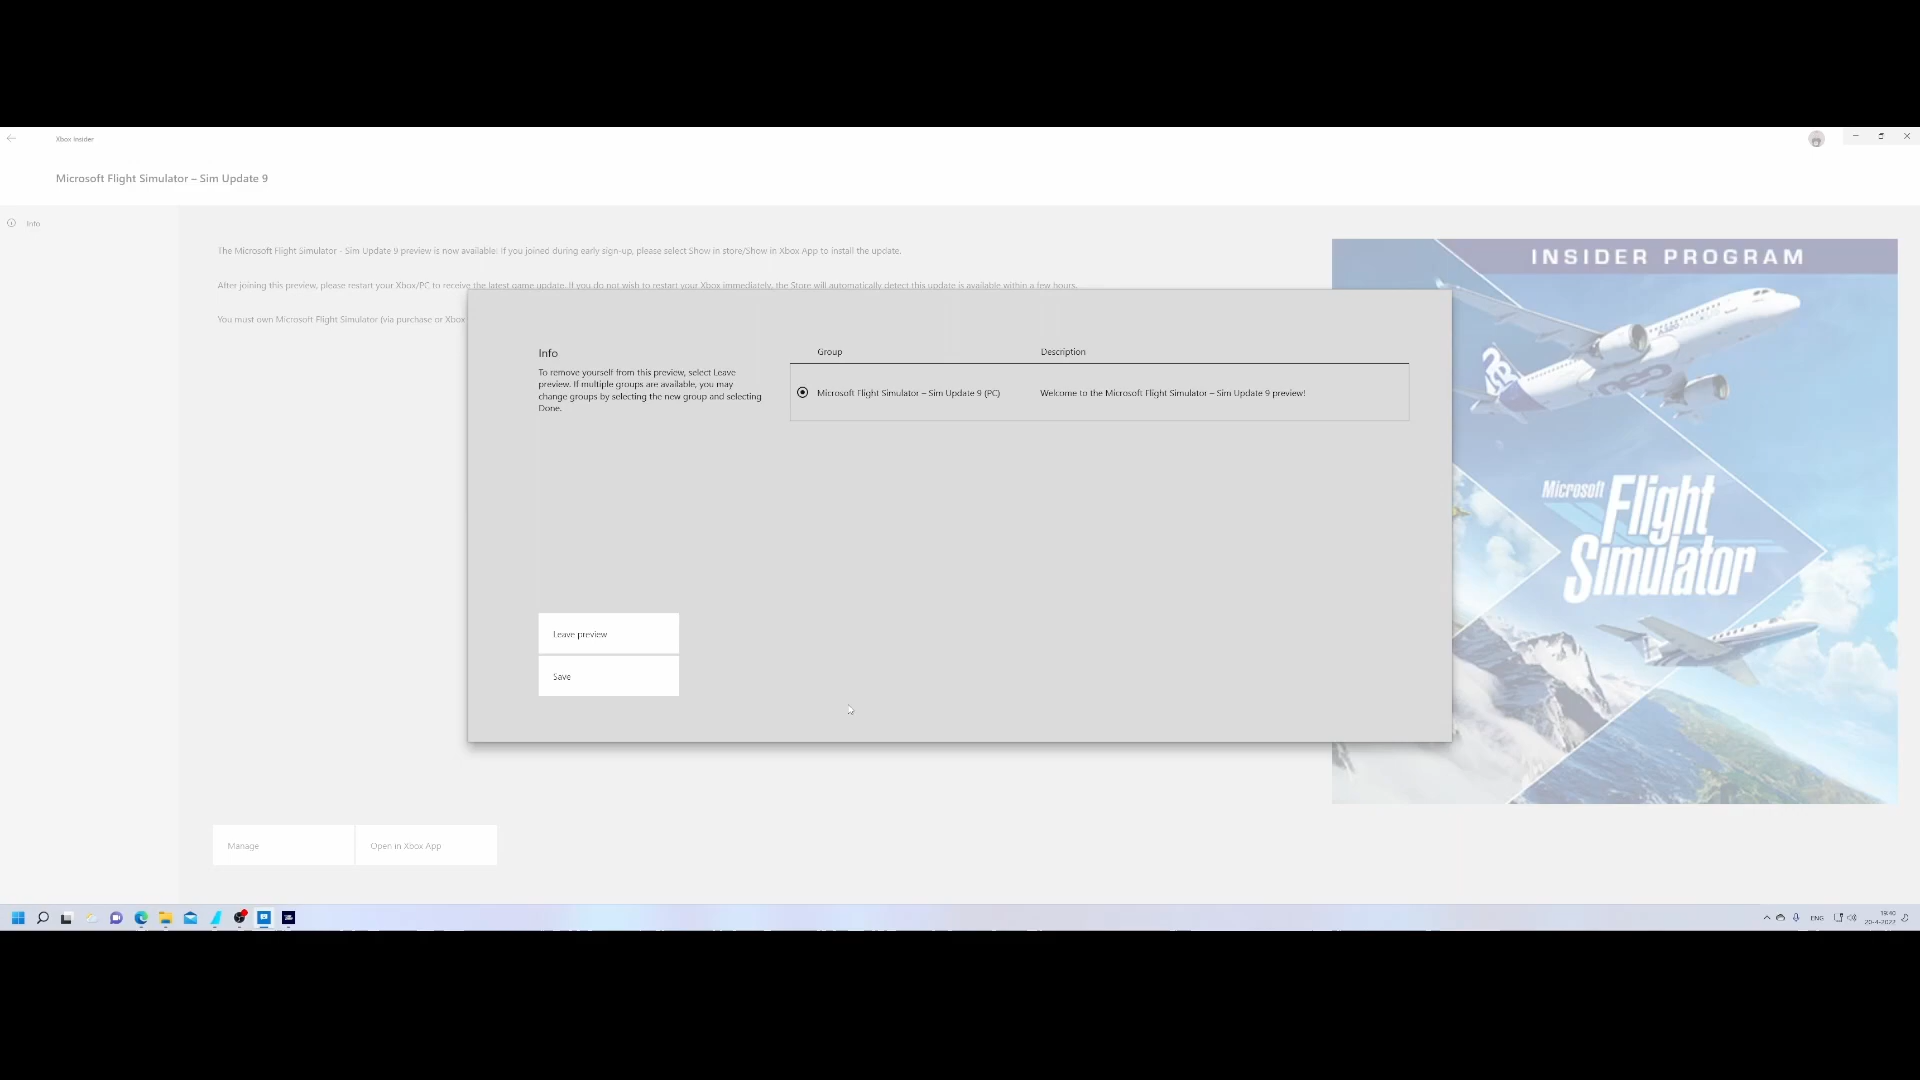 Xbox Insider
Microsoft Flight Simulator – Sim Update 9
Info
The Microsoft Flight Simulator - Sim Update 9 preview is now available: if you joined during early sign-up, please select Show in store/Show in Xbox App to install the update.
After joining this preview, please restart your Xbox/PC to receive the latest game update. If you do not wish to restart your Xbox immediately, the Store will automatically detect this update is available within a few hours.
You must own Microsoft Flight Simulator (via purchase or Xbox
INSIDER PROGRAM
Microsoft
Flight
Simulator
Info
To remove yourself from this preview, select Leave
preview. If multiple groups are available, you may
change groups by selecting the new group and selecting
Done.
Group Description
Microsoft Flight Simulator – Sim Update 9 (PC) Welcome to the Microsoft Flight Simulator – Sim Update 9 preview!
Leave preview
Save
Manage Open in Xbox App
ENG
19:40
20-4-2022